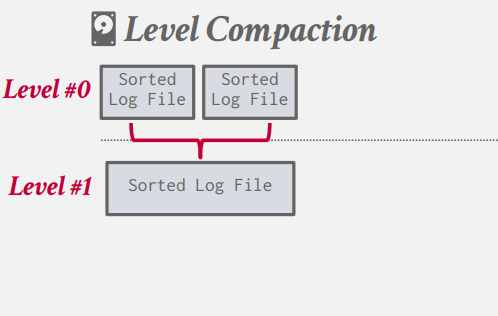 Level Compaction
Level #0
Sorted
Log File
Sorted
Log File
Level #1
Sorted Log File